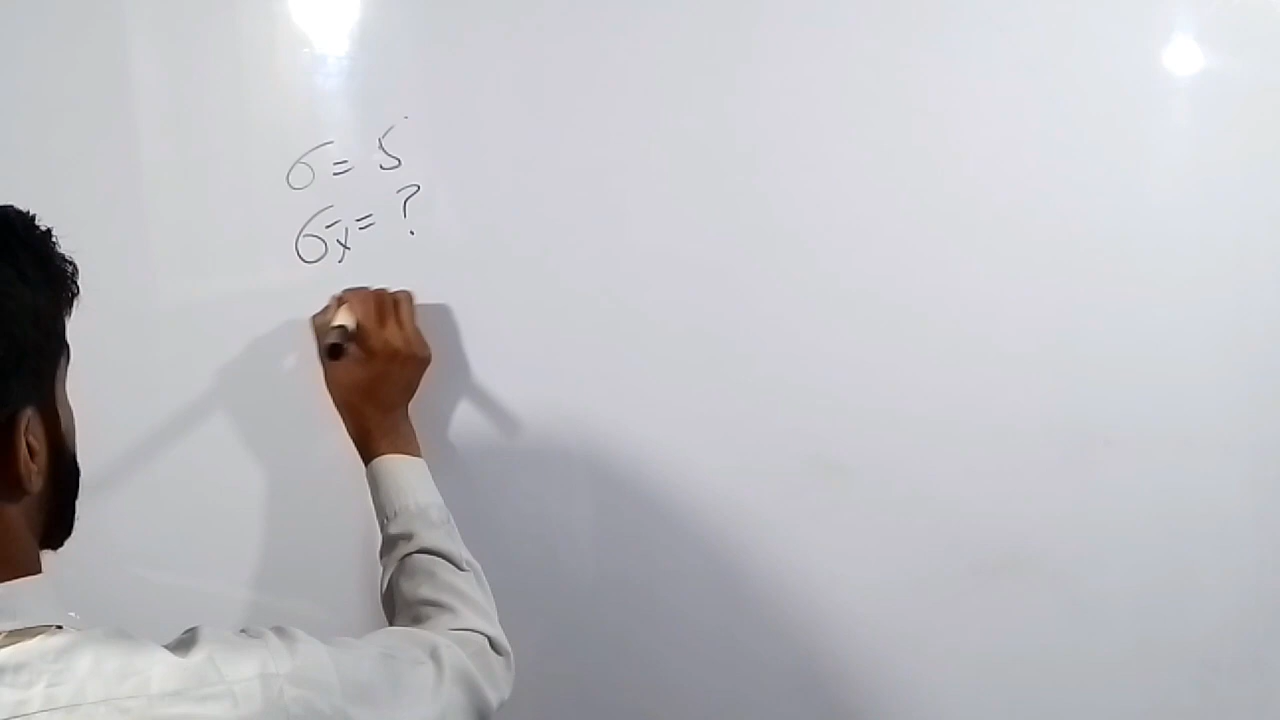 σ = 5
σx̄ = ?